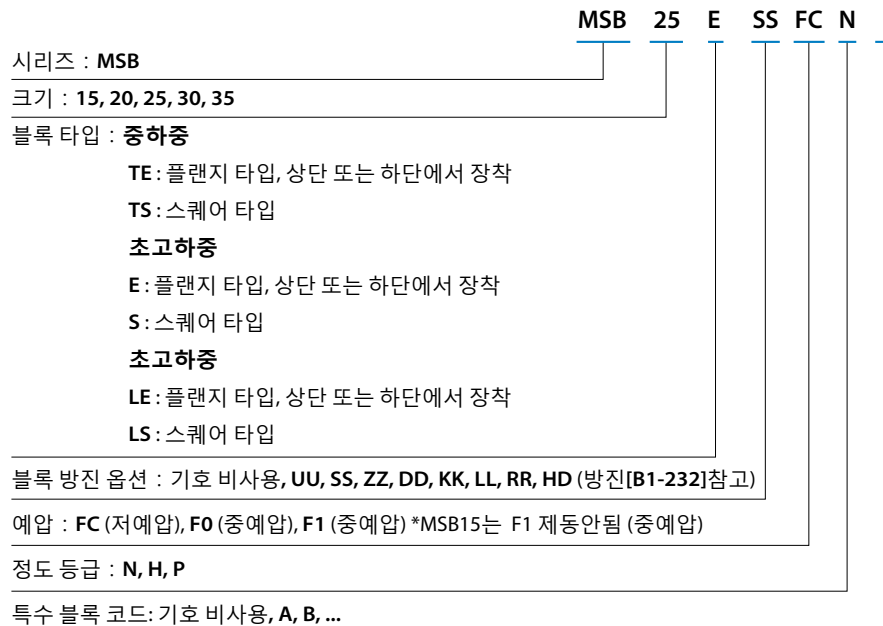 MSB 25 E SS FC N
시리즈 : MSB
크기 : 15, 20, 25, 30, 35
블록 타입 : 중하중
TE : 플랜지 타입, 상단 또는 하단에서 장착
TS : 스퀘어 타입
초고하중
E : 플랜지 타입, 상단 또는 하단에서 장착
S : 스퀘어 타입
초고하중
LE : 플랜지 타입, 상단 또는 하단에서 장착
LS : 스퀘어 타입
블록 방진 옵션 : 기호 비사용, UU, SS, ZZ, DD, KK, LL, RR, HD (방진[B1-232]참고)
예압 : FC (저예압), F0 (중예압), F1 (중예압) *MSB15는 F1 제동안됨 (중예압)
정도 등급 : N, H, P
특수 블록 코드: 기호 비사용, A, B, ...